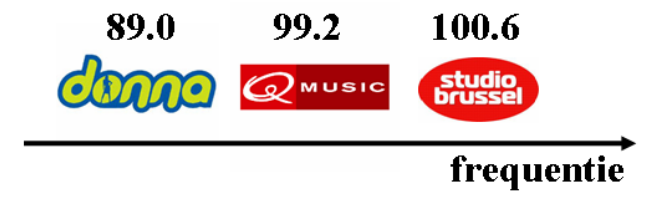 89.0 99.2 100.6
donna Q MUSIC studio
brussel
frequentie